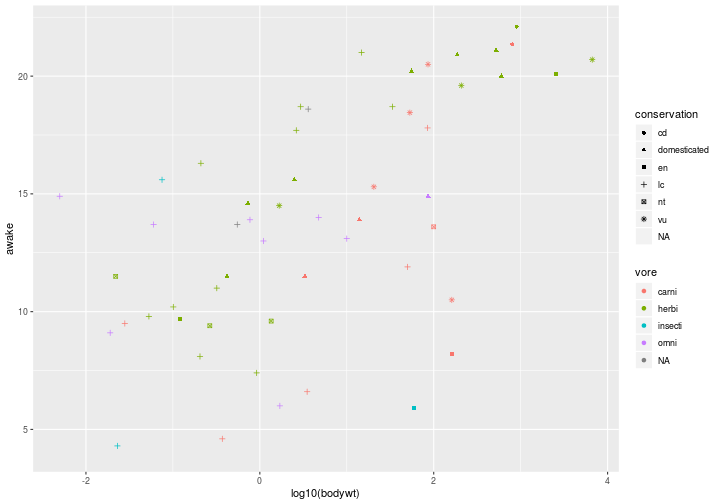 20
15
10
5
awake
-2
0
2
4
log10(bodywt)
conservation
cd
domesticated
en
lc
nt
vu
NA
vore
carni
herbi
insecti
omni
NA